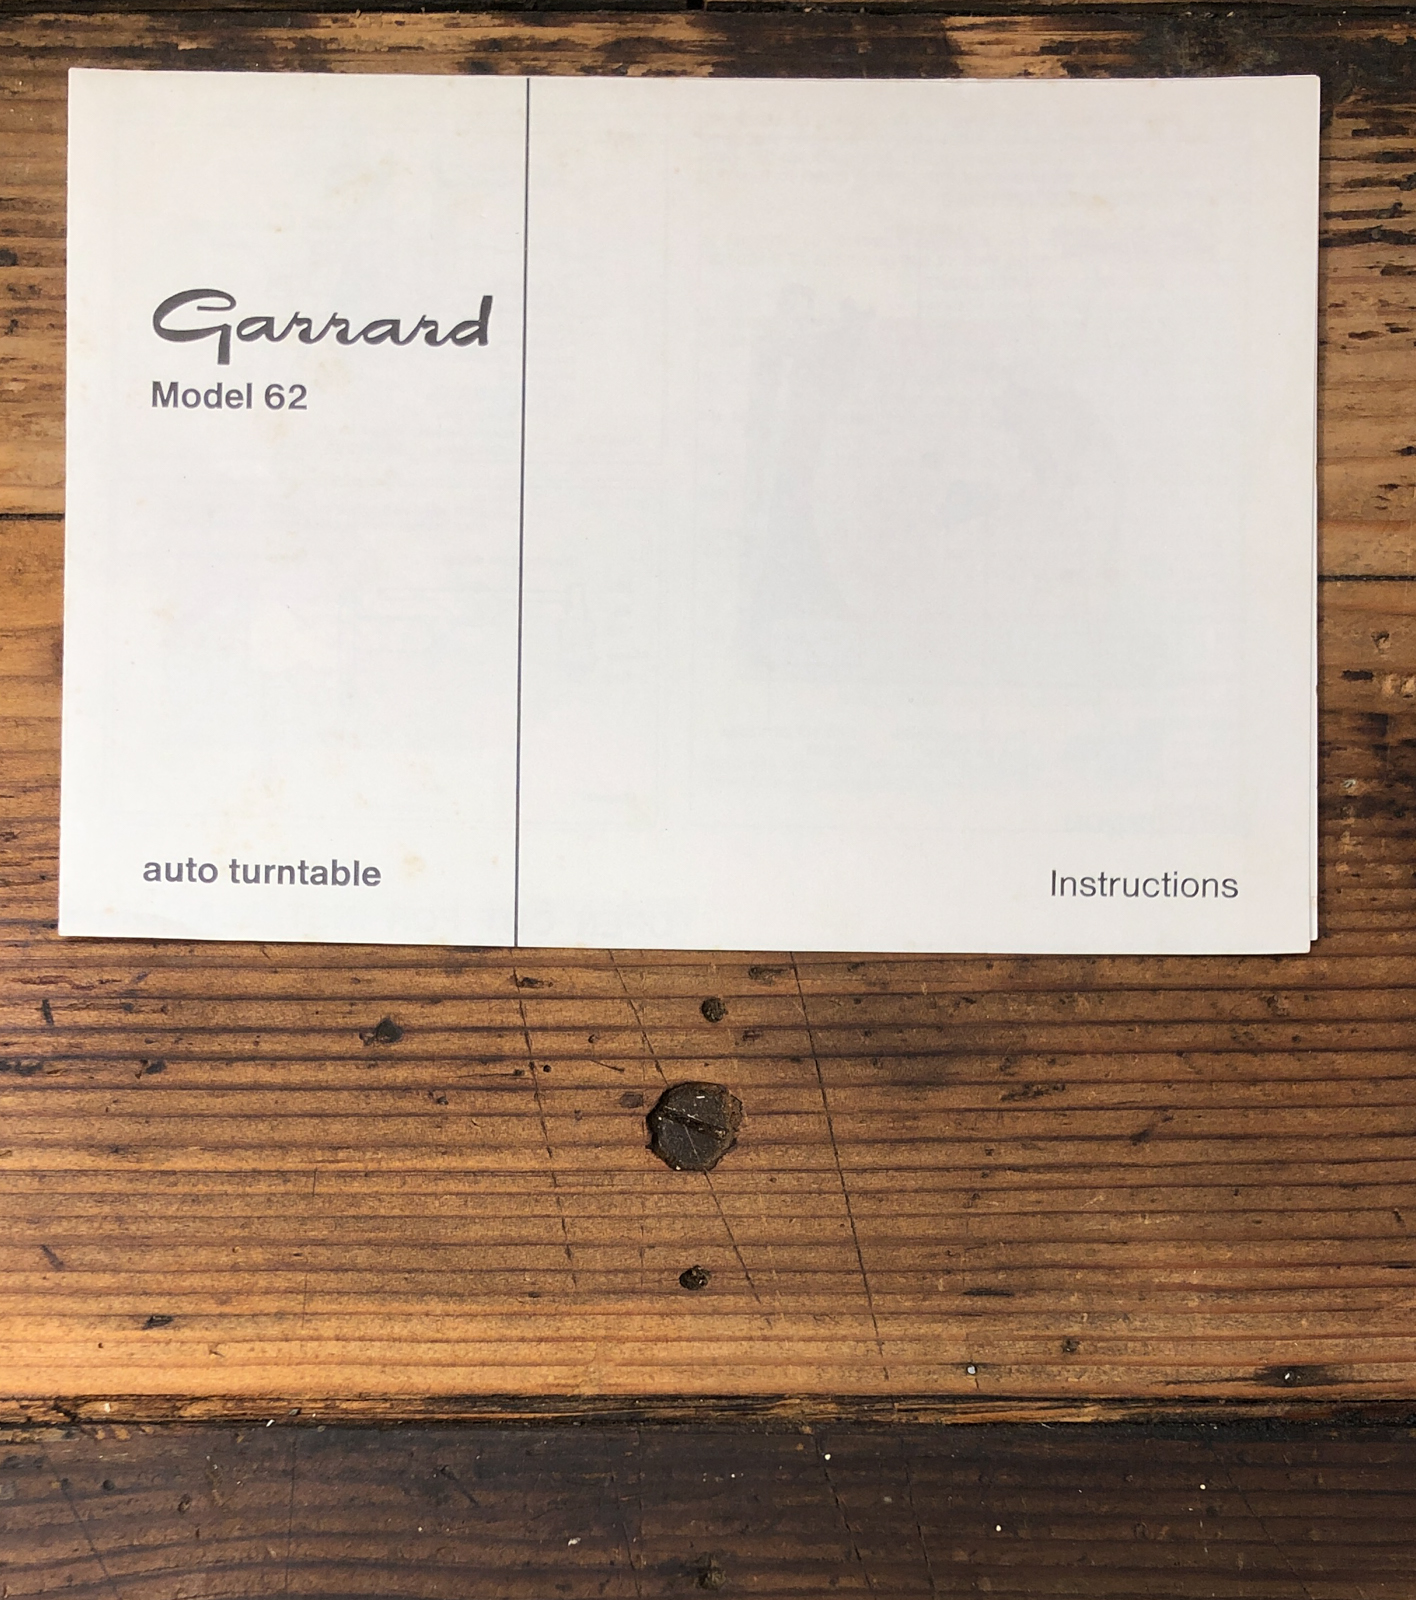 Garrard
Model 62
auto turntable
Instructions